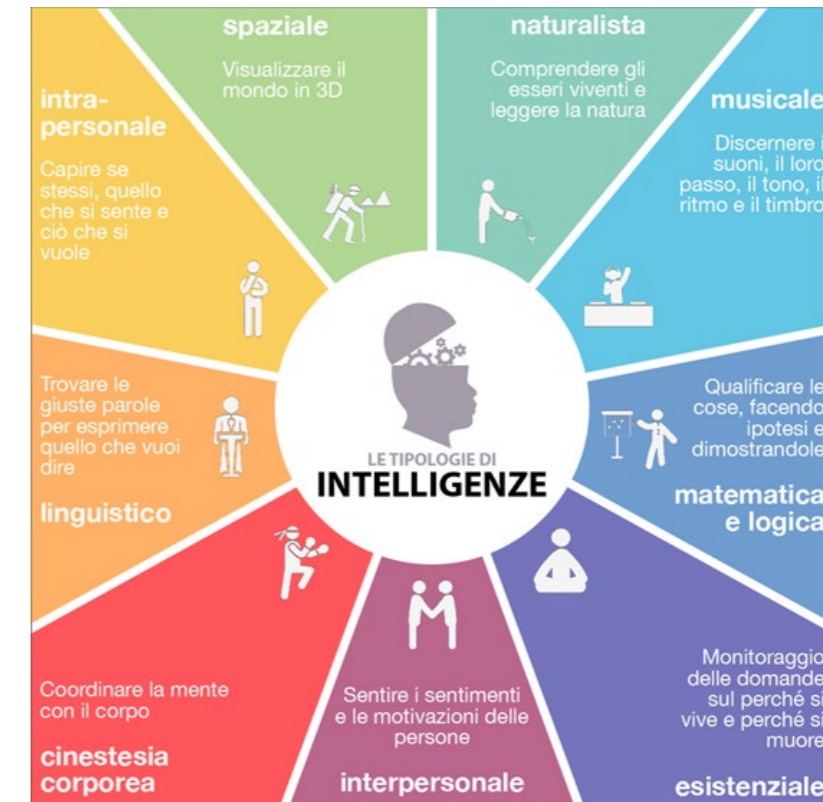 spaziale
Visualizzare il
mondo in 3D
naturalista
Comprendere gli
esseri viventi e
leggere la natura
musicale
Discernere i
suoni, il loro
passo, il tono, il
ritmo e il timbro
intra-
personale
Capire se
stessi, quello
che si sente e
ciò che si
vuole
Trovare le
giuste parole
per esprimere
quello che vuoi
dire
linguistico
LE TIPOLOGIE DI
INTELLIGENZE
Qualificare le
cose, facendo
ipotesi e
dimostrandole
matematica
e logica
Coordinare la mente
con il corpo
cinestesia
corporea
Sentire i sentimenti
e le motivazioni delle
persone
interpersonale
Monitoraggio
delle domande
sul perché si
vive e perché si
muore
esistenziale